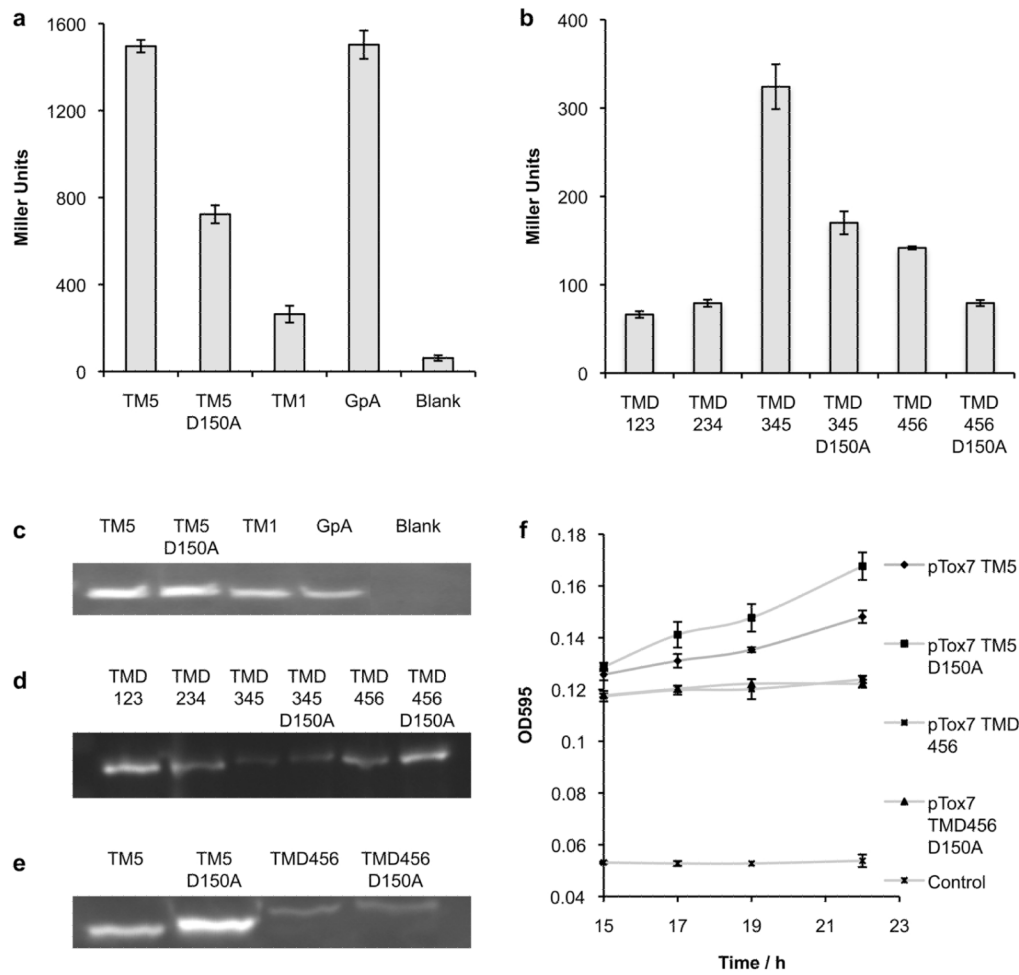 a
1600
1200
800
400
0
Miller Units
TM5
TM5
D150A
TM1
GpA
Blank
b
400
300
200
100
0
Miller Units
TMD
123
TMD
234
TMD
345
TMD
345
D150A
TMD
456
TMD
456
D150A
c
TM5
TM5
D150A
TM1
GpA
Blank
d
TMD
123
TMD
234
TMD
345
TMD
345
D150A
TMD
456
TMD
456
D150A
e
TM5
TM5
D150A
TMD456
TMD456
D150A
f
0.18
0.16
0.14
0.12
0.1
0.08
0.06
0.04
OD595
15
17
19
21
23
Time / h
pTox7 TM5
pTox7 TM5
D150A
pTox7 TMD
456
pTox7
TMD456
D150A
Control